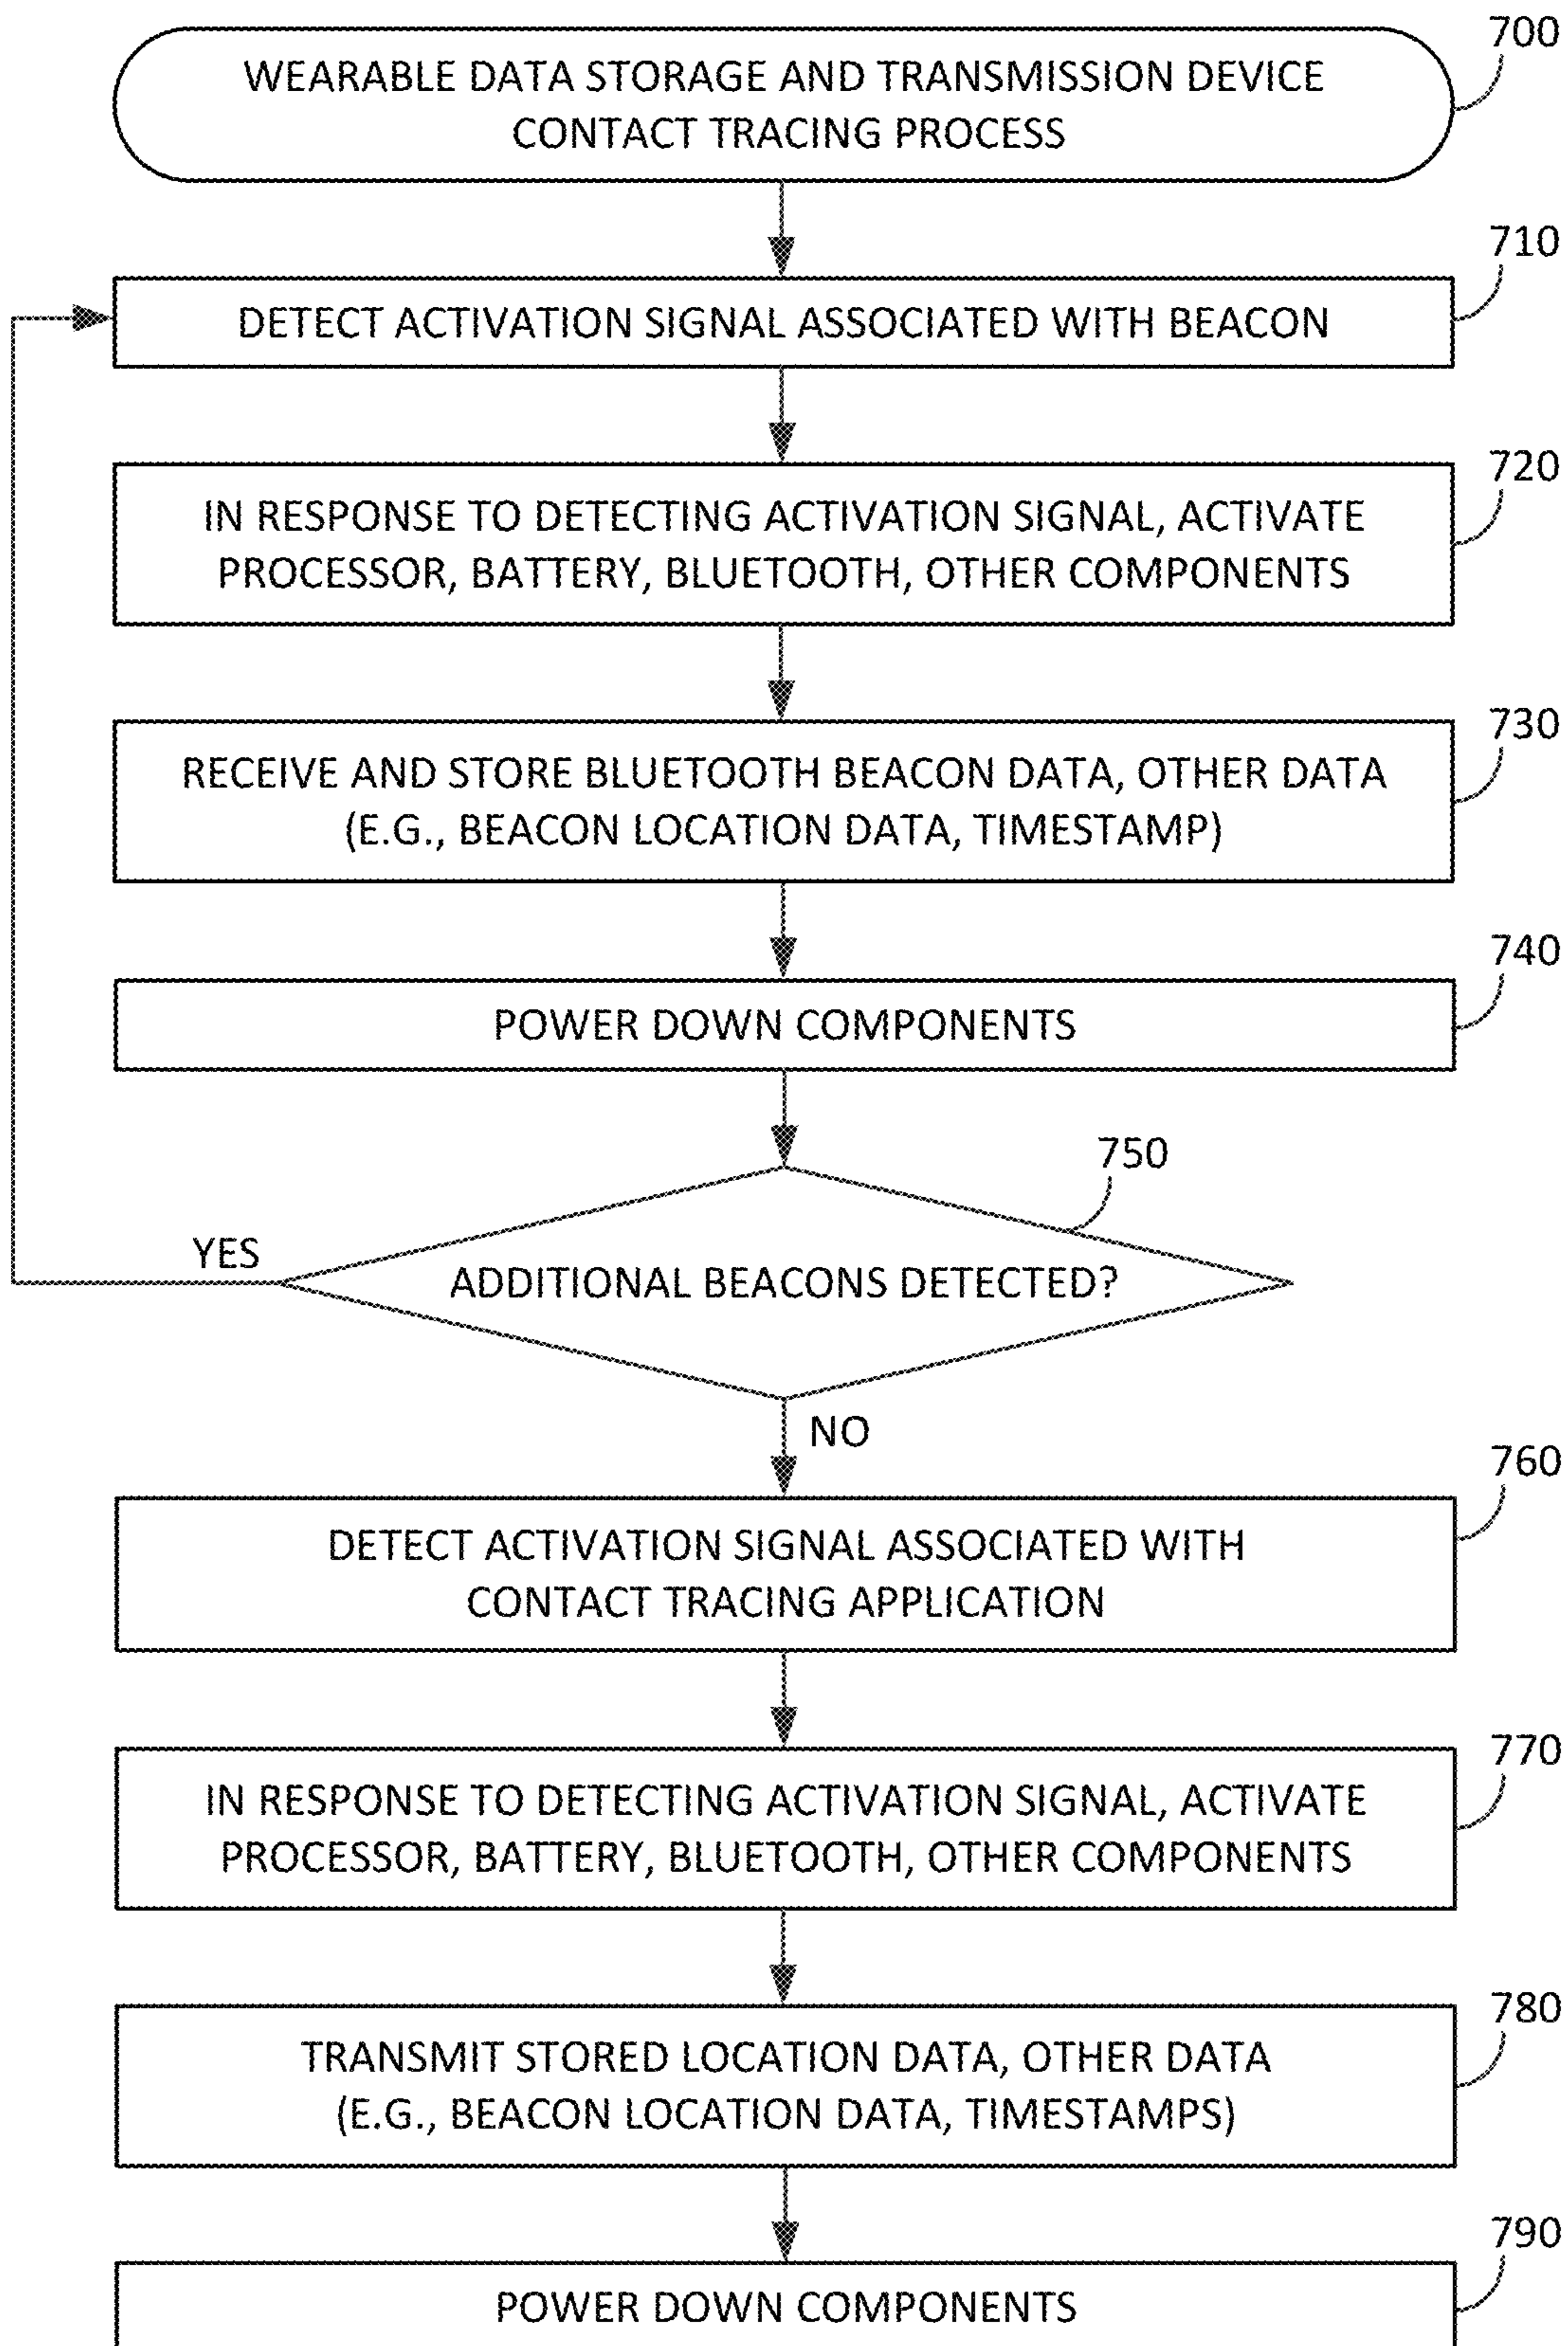 700
WEARABLE DATA STORAGE AND TRANSMISSION DEVICE
CONTACT TRACING PROCESS
710
DETECT ACTIVATION SIGNAL ASSOCIATED WITH BEACON
720
IN RESPONSE TO DETECTING ACTIVATION SIGNAL, ACTIVATE
PROCESSOR, BATTERY, BLUETOOTH, OTHER COMPONENTS
730
RECEIVE AND STORE BLUETOOTH BEACON DATA, OTHER DATA
(E.G., BEACON LOCATION DATA, TIMESTAMP)
740
POWER DOWN COMPONENTS
750
YES
ADDITIONAL BEACONS DETECTED?
NO
760
DETECT ACTIVATION SIGNAL ASSOCIATED WITH
CONTACT TRACING APPLICATION
770
IN RESPONSE TO DETECTING ACTIVATION SIGNAL, ACTIVATE
PROCESSOR, BATTERY, BLUETOOTH, OTHER COMPONENTS
780
TRANSMIT STORED LOCATION DATA, OTHER DATA
(E.G., BEACON LOCATION DATA, TIMESTAMPS)
790
POWER DOWN COMPONENTS